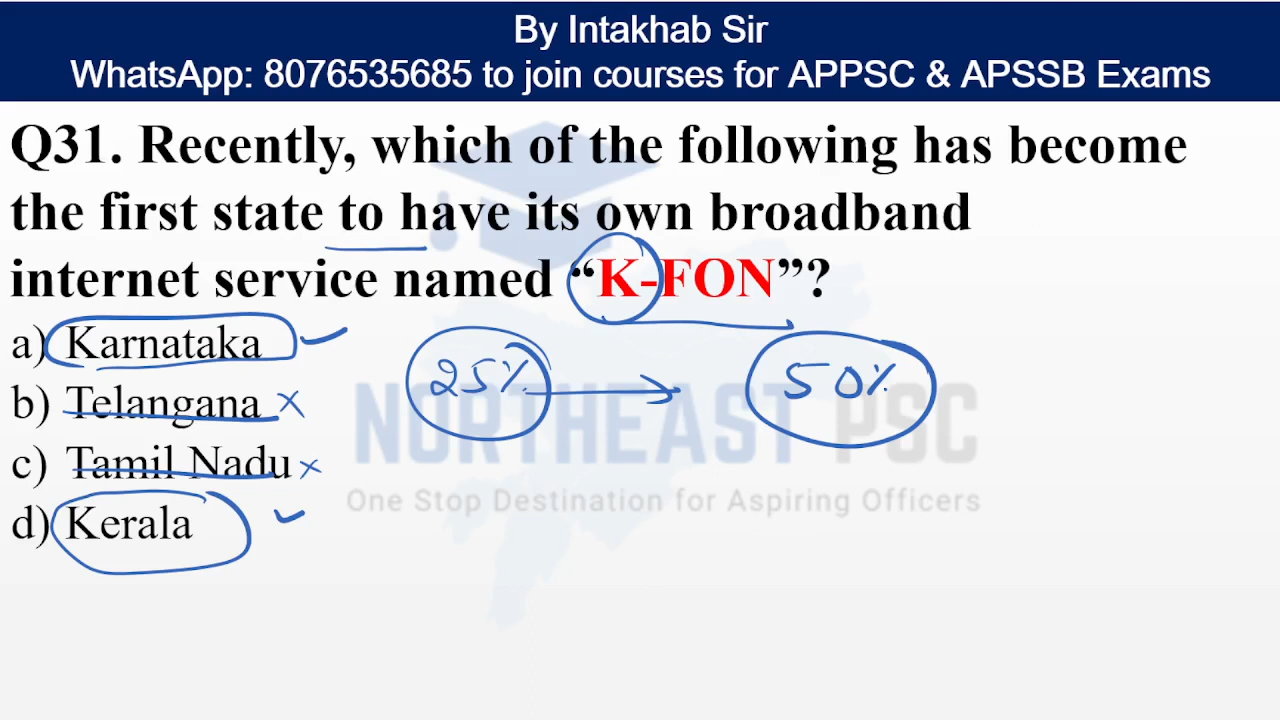 By Intakhab Sir
WhatsApp: 8076535685 to join courses for APPSC & APSSB Exams
Q31. Recently, which of the following has become
the first state to have its own broadband
internet service named “K-FON”?
a) Karnataka
b) Telangana
c) Tamil Nadu
d) Kerala
25% 50%
NORTHEAST PSC
One Stop Destination for Aspiring Officers